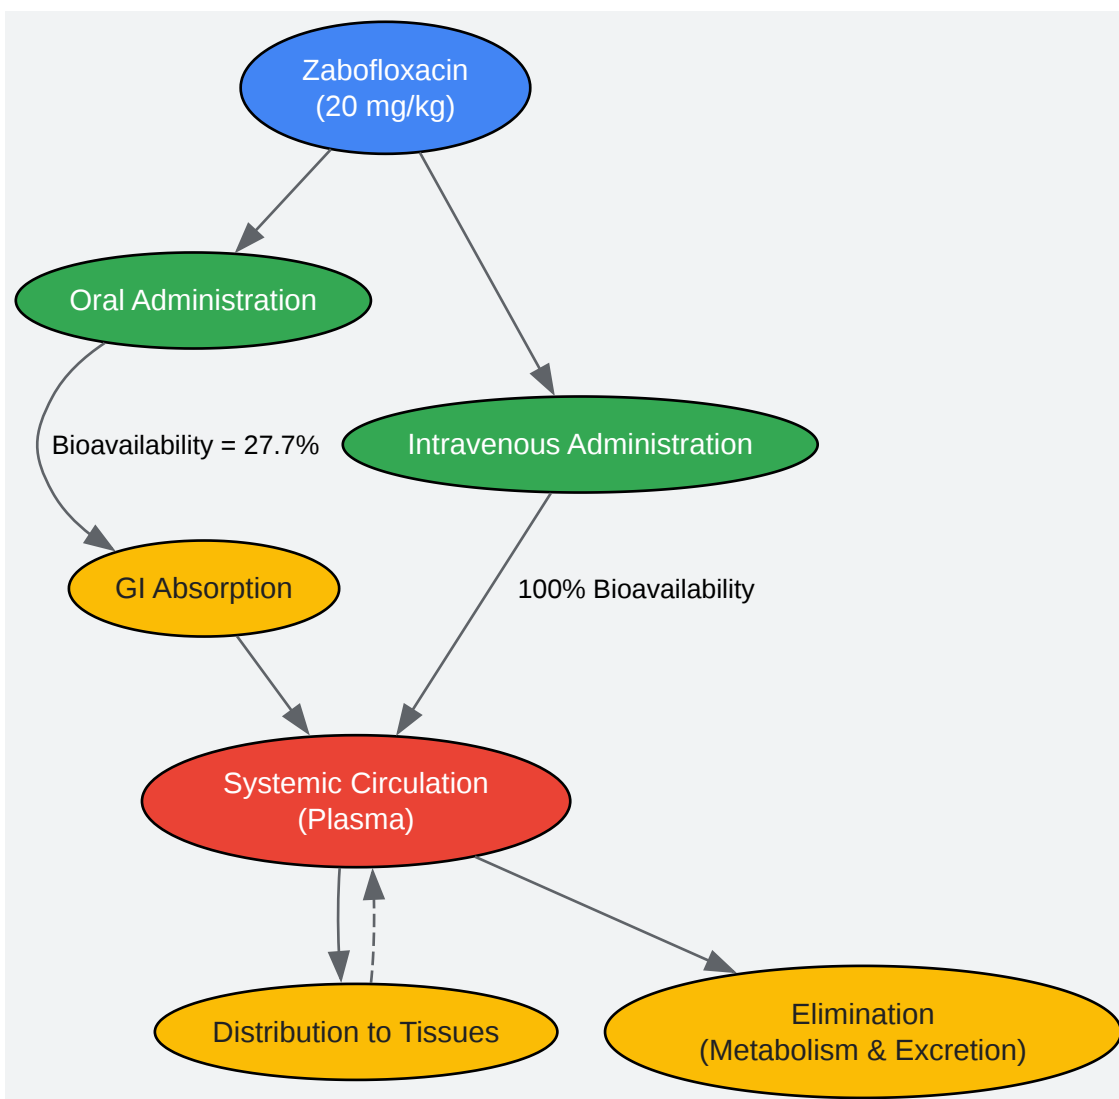 Zabofloxacin
(20 mg/kg)
Oral Administration
Bioavailability = 27.7%
Intravenous Administration
GI Absorption
100% Bioavailability
Systemic Circulation
(Plasma)
Distribution to Tissues
Elimination
(Metabolism & Excretion)